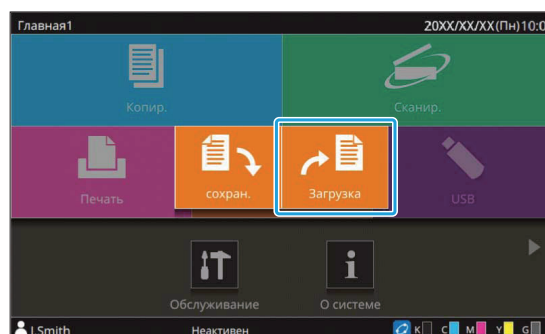 Главная1 20XX/XX/XX(Пн)10:0
Копир. Сканир.
Печать сохран. Загрузка USB
Обслуживание О системе
J.Smith Неактивен K C M Y G